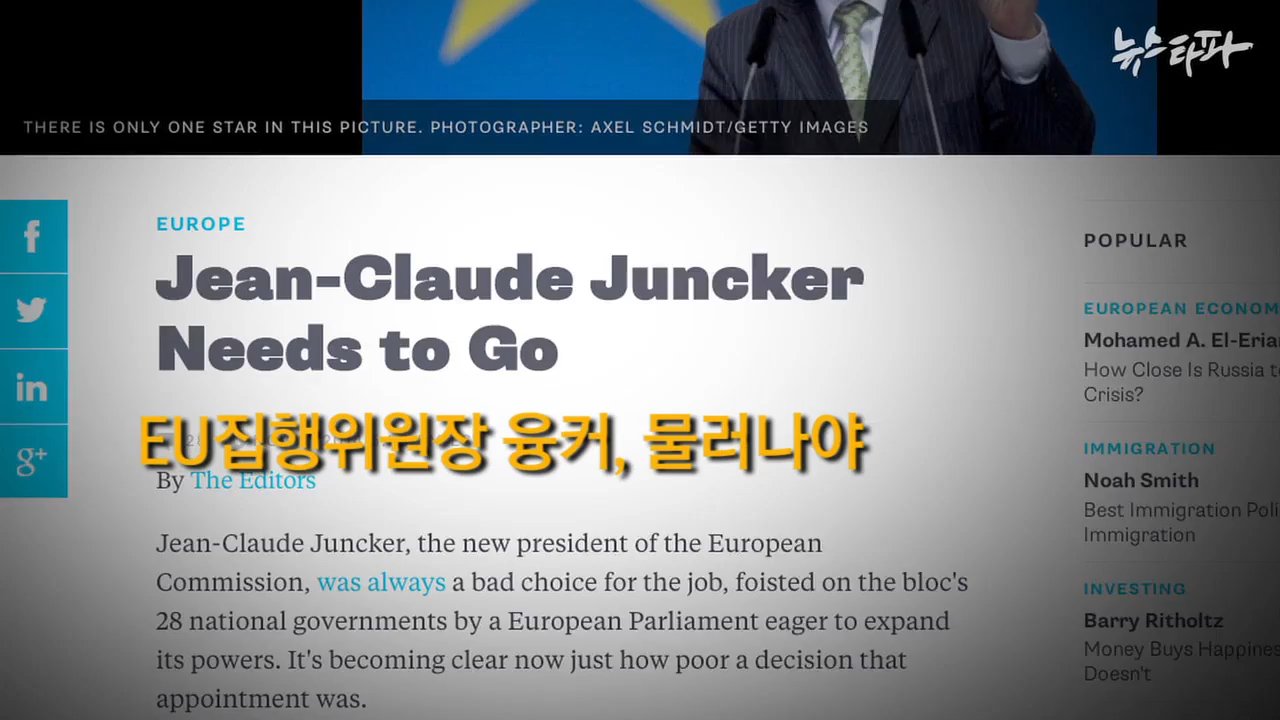 뉴스타파
THERE IS ONLY ONE STAR IN THIS PICTURE. PHOTOGRAPHER: AXEL SCHMIDT/GETTY IMAGES
EUROPE
Jean-Claude Juncker
Needs to Go
EU집행위원장 융커, 물러나야
By The Editors
Jean-Claude Juncker, the new president of the European
Commission, was always a bad choice for the job, foisted on the bloc's
28 national governments by a European Parliament eager to expand
its powers. It's becoming clear now just how poor a decision that
appointment was.
f
in
g+
POPULAR
EUROPEAN ECONOM
Mohamed A. El-Eria
How Close Is Russia t
Crisis?
IMMIGRATION
Noah Smith
Best Immigration Poli
Immigration
INVESTING
Barry Ritholtz
Money Buys Happine
Doesn't